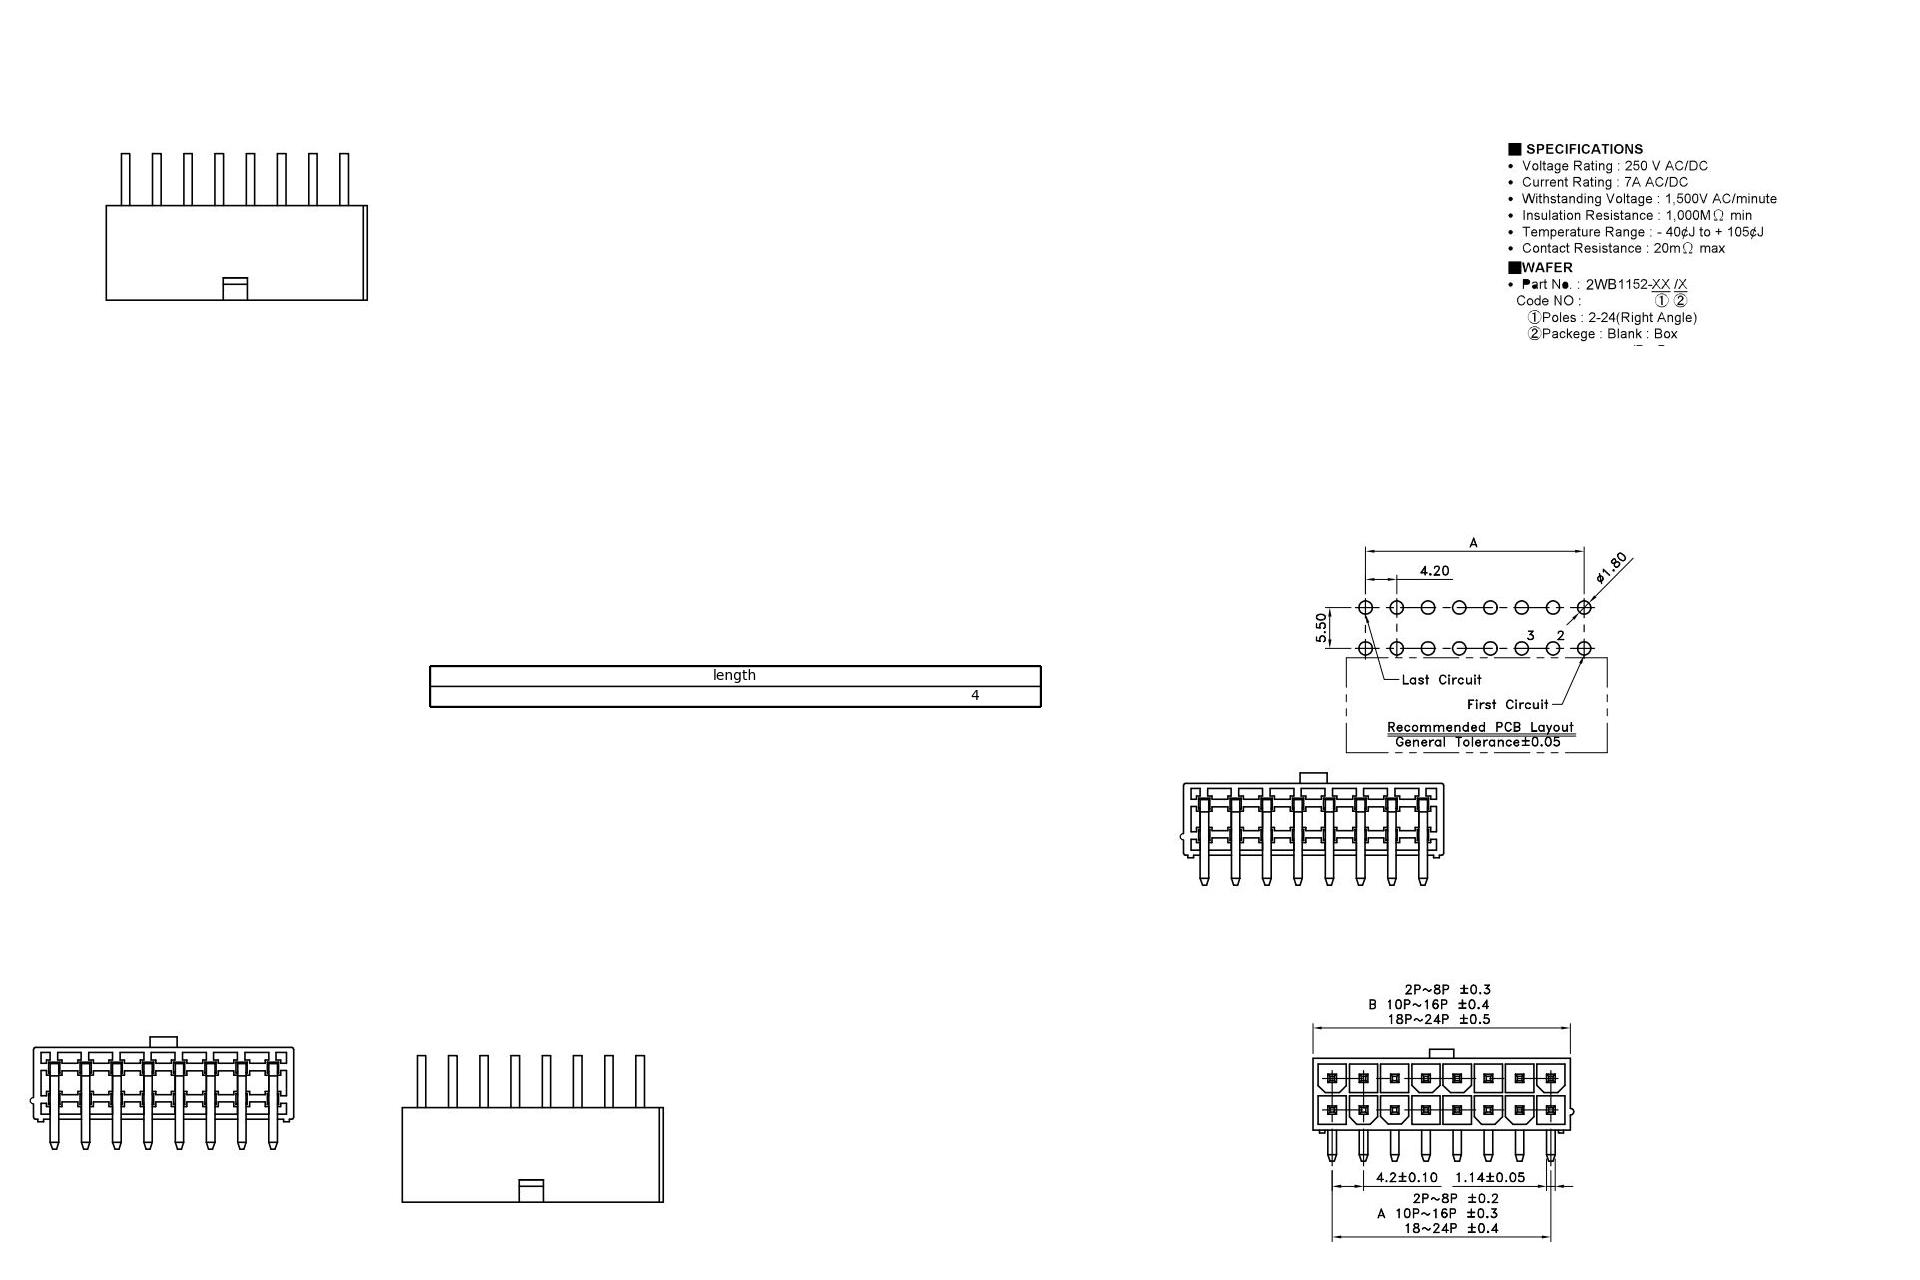 ■ SPECIFICATIONS
• Voltage Rating : 250 V AC/DC
• Current Rating : 7A AC/DC
• Withstanding Voltage : 1,500V AC/minute
• Insulation Resistance : 1,000MΩ min
• Temperature Range : - 40¢J to + 105¢J
• Contact Resistance : 20mΩ max
■WAFER
• Part No. : 2WB1152-XX /X
Code NO : ① ②
①Poles : 2-24(Right Angle)
②Packege : Blank : Box
A
4.20
ø1.80
5.50
3 2
Last Circuit
First Circuit
Recommended PCB Layout
General Tolerance±0.05
length
4
2P~8P ±0.3
B 10P~16P ±0.4
18P~24P ±0.5
4.2±0.10 1.14±0.05
2P~8P ±0.2
A 10P~16P ±0.3
18~24P ±0.4